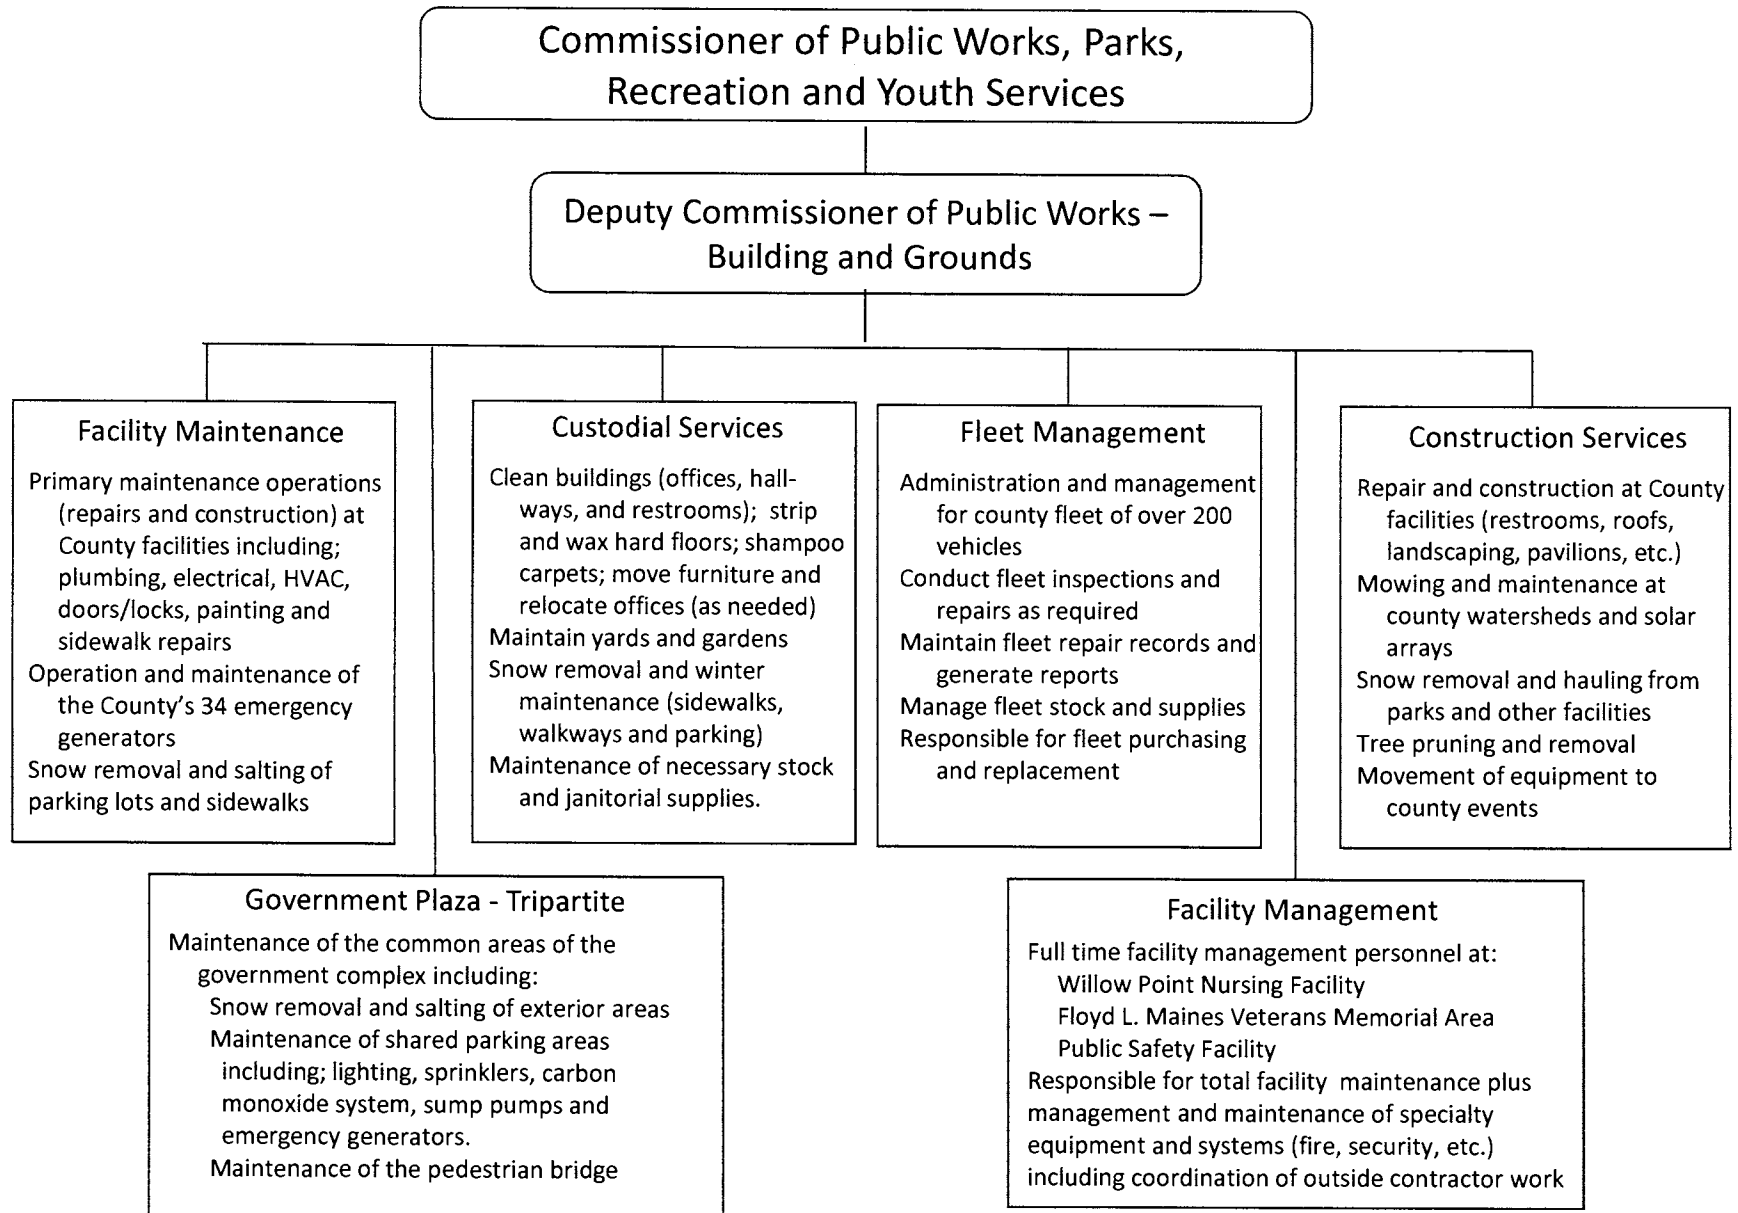 Commissioner of Public Works, Parks,
Recreation and Youth Services
Deputy Commissioner of Public Works –
Building and Grounds
Facility Maintenance
Primary maintenance operations
(repairs and construction) at
County facilities including;
plumbing, electrical, HVAC,
doors/locks, painting and
sidewalk repairs
Operation and maintenance of
the County's 34 emergency
generators
Snow removal and salting of
parking lots and sidewalks
Custodial Services
Clean buildings (offices, hall-
ways, and restrooms); strip
and wax hard floors; shampoo
carpets; move furniture and
relocate offices (as needed)
Maintain yards and gardens
Snow removal and winter
maintenance (sidewalks,
walkways and parking)
Maintenance of necessary stock
and janitorial supplies.
Fleet Management
Administration and management
for county fleet of over 200
vehicles
Conduct fleet inspections and
repairs as required
Maintain fleet repair records and
generate reports
Manage fleet stock and supplies
Responsible for fleet purchasing
and replacement
Construction Services
Repair and construction at County
facilities (restrooms, roofs,
landscaping, pavilions, etc.)
Mowing and maintenance at
county watersheds and solar
arrays
Snow removal and hauling from
parks and other facilities
Tree pruning and removal
Movement of equipment to
county events
Government Plaza - Tripartite
Maintenance of the common areas of the
government complex including:
Snow removal and salting of exterior areas
Maintenance of shared parking areas
including; lighting, sprinklers, carbon
monoxide system, sump pumps and
emergency generators.
Maintenance of the pedestrian bridge
Facility Management
Full time facility management personnel at:
Willow Point Nursing Facility
Floyd L. Maines Veterans Memorial Area
Public Safety Facility
Responsible for total facility maintenance plus
management and maintenance of specialty
equipment and systems (fire, security, etc.)
including coordination of outside contractor work